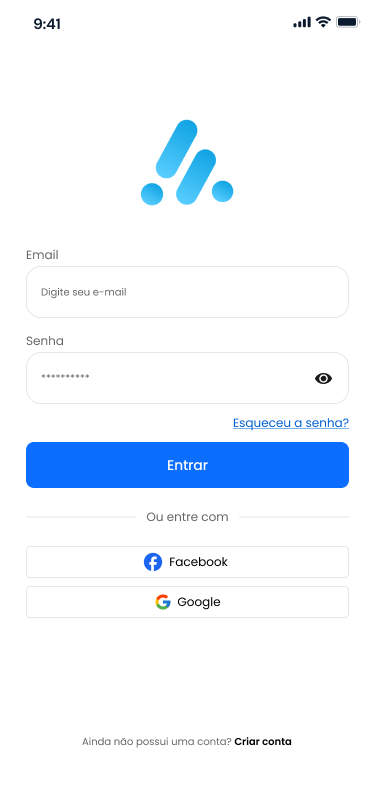 9:41
Email
Digite seu e-mail
Senha
**********
Esqueceu a senha?
Entrar
Ou entre com
Facebook
Google
Ainda não possui uma conta? Criar conta